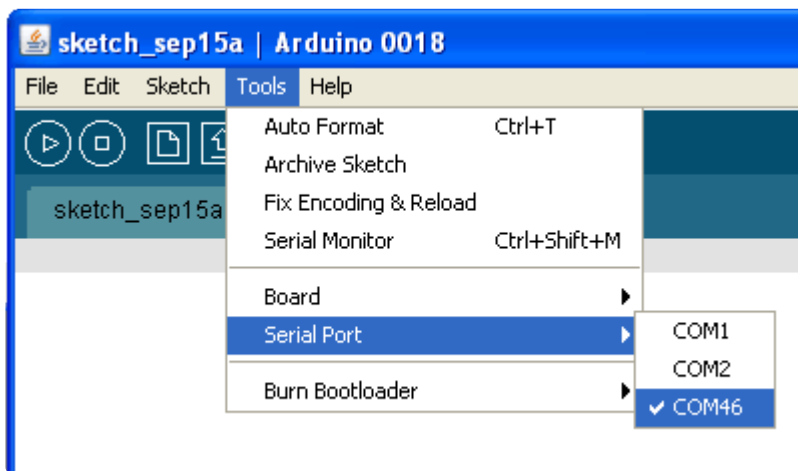 sketch_sep15a | Arduino 0018
File Edit Sketch Tools Help
Auto Format Ctrl+T
Archive Sketch
sketch_sep15a
Fix Encoding & Reload
Serial Monitor Ctrl+Shift+M
Board
Serial Port
Burn Bootloader
COM1
COM2
COM46